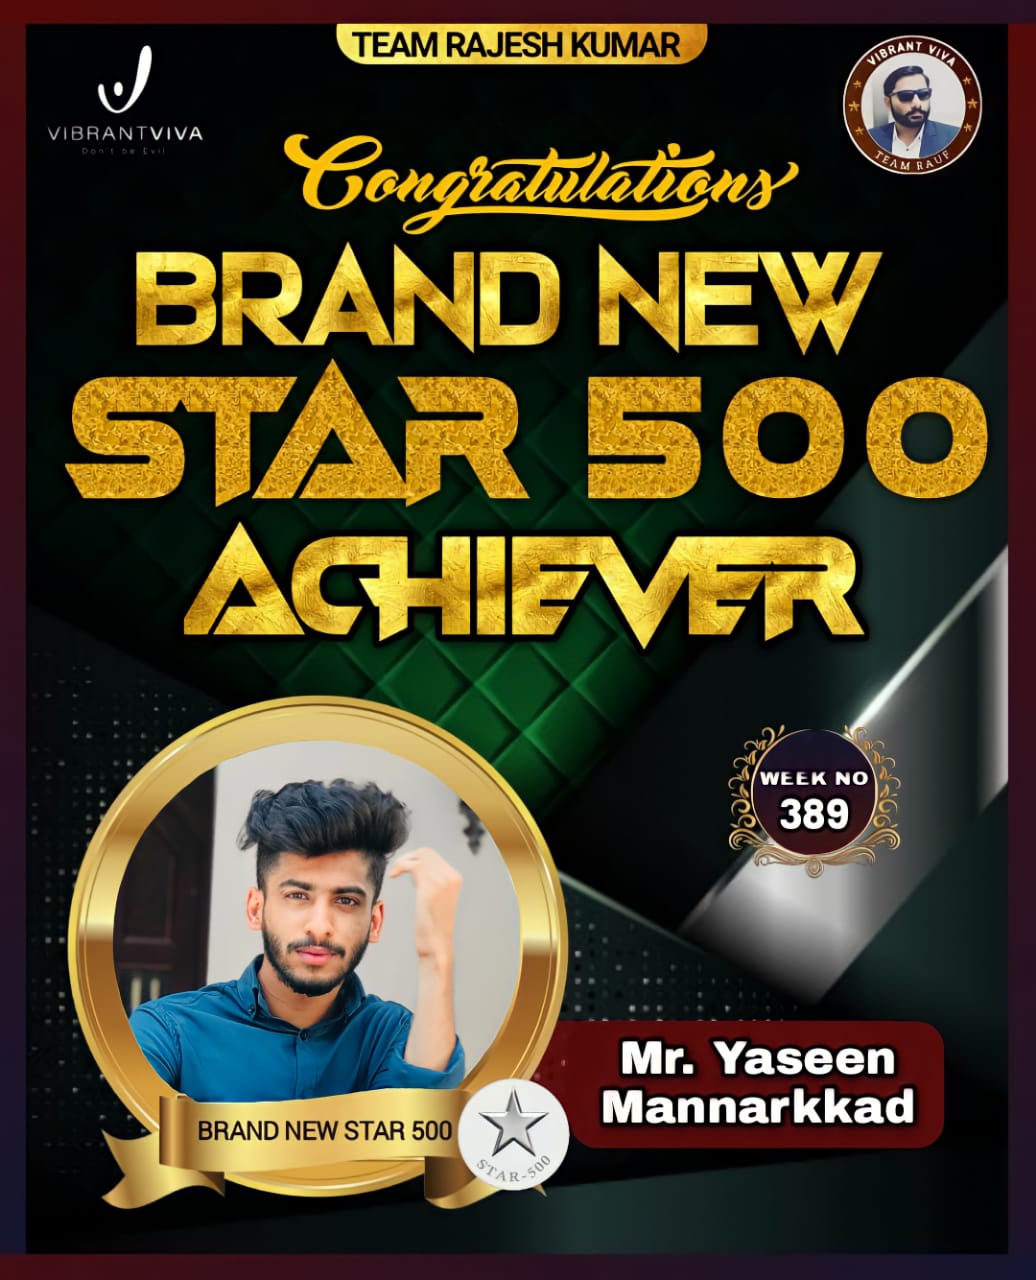 TEAM RAJESH KUMAR
VIBRANTVIVA
Don't be Evil
VIBRANT VIVA
TEAM RAUF
Congratulations
BRAND NEW
STAR 500
ACHIEVER
WEEK NO
389
Mr. Yaseen
Mannarkkad
BRAND NEW STAR 500
STAR-500